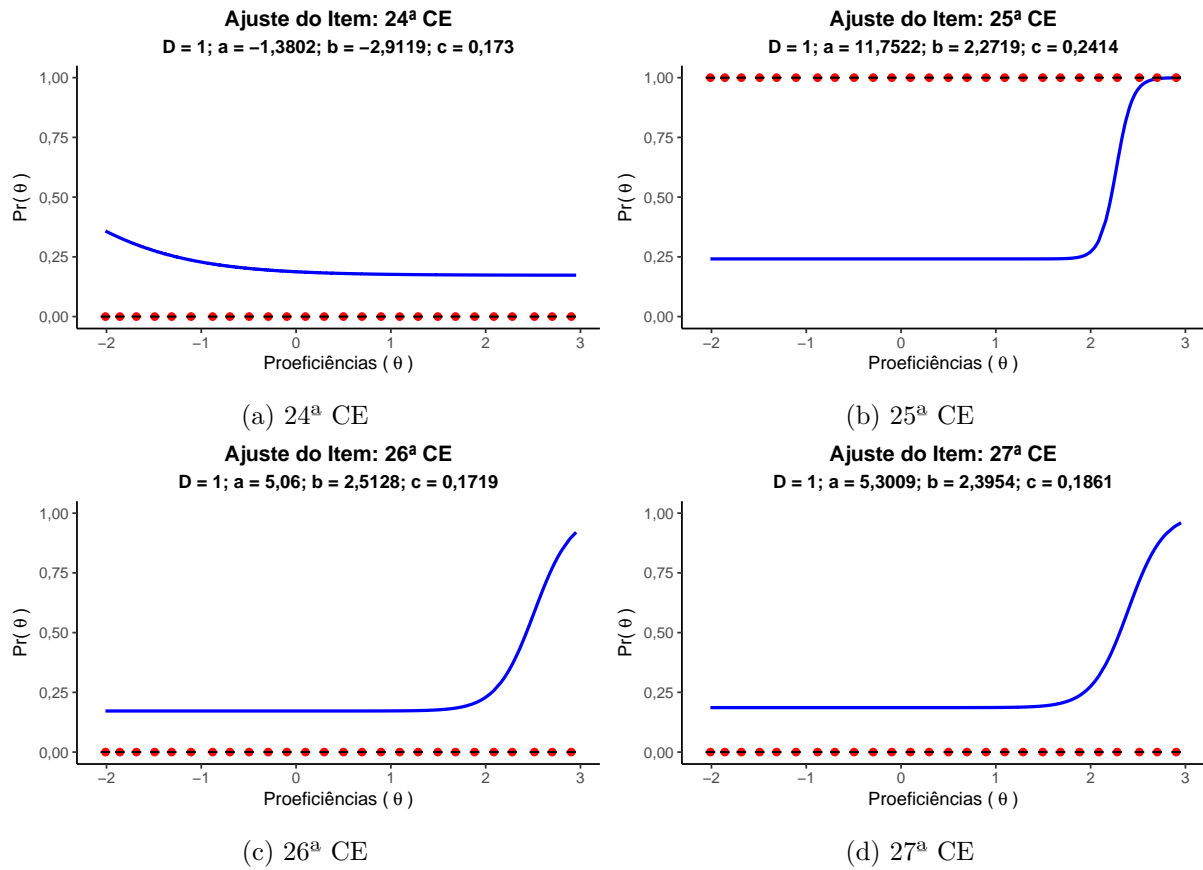 Ajuste do Item: 24ª CE
D = 1; a = −1,3802; b = −2,9119; c = 0,173
1,00
0,75
0,50
0,25
0,00
Pr( θ )
−2 −1 0 1 2 3
Proeficiências ( θ )
(a) 24ª CE
Ajuste do Item: 25ª CE
D = 1; a = 11,7522; b = 2,2719; c = 0,2414
1,00
0,75
0,50
0,25
0,00
Pr( θ )
−2 −1 0 1 2 3
Proeficiências ( θ )
(b) 25ª CE
Ajuste do Item: 26ª CE
D = 1; a = 5,06; b = 2,5128; c = 0,1719
1,00
0,75
0,50
0,25
0,00
Pr( θ )
−2 −1 0 1 2 3
Proeficiências ( θ )
(c) 26ª CE
Ajuste do Item: 27ª CE
D = 1; a = 5,3009; b = 2,3954; c = 0,1861
1,00
0,75
0,50
0,25
0,00
Pr( θ )
−2 −1 0 1 2 3
Proeficiências ( θ )
(d) 27ª CE